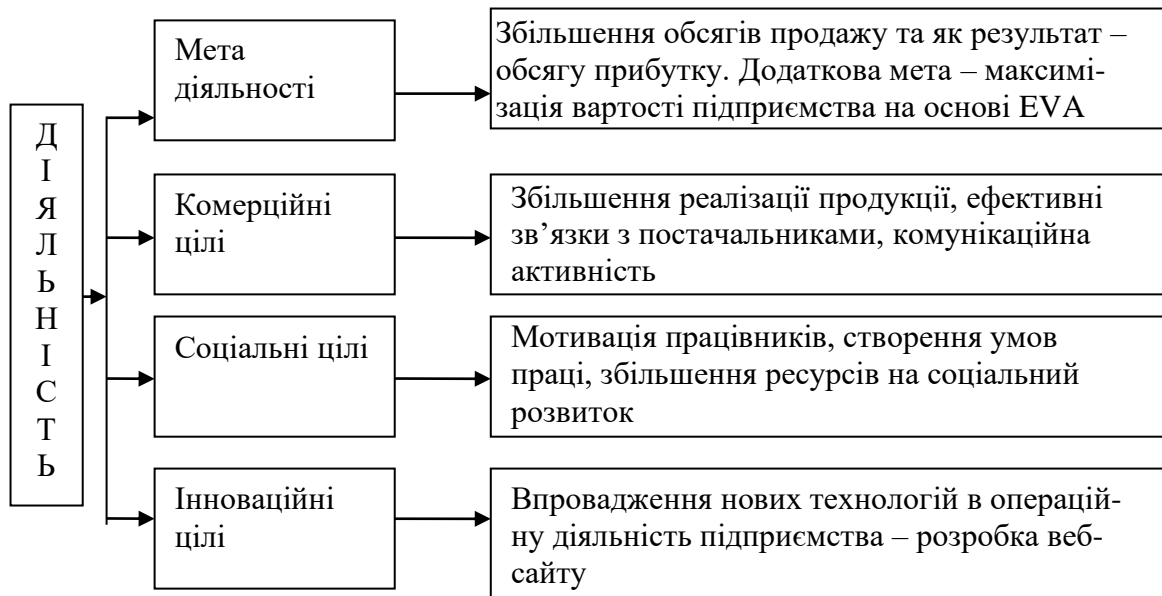 ДІЯЛЬНІСТЬ
Мета
діяльності
Збільшення обсягів продажу та як результат –
обсягу прибутку. Додаткова мета – максимі-
зація вартості підприємства на основі EVA
Комерційні
цілі
Збільшення реалізації продукції, ефективні
зв’язки з постачальниками, комунікаційна
активність
Соціальні цілі
Мотивація працівників, створення умов
праці, збільшення ресурсів на соціальний
розвиток
Інноваційні
цілі
Впровадження нових технологій в операцій-
ну діяльність підприємства – розробка веб-
сайту